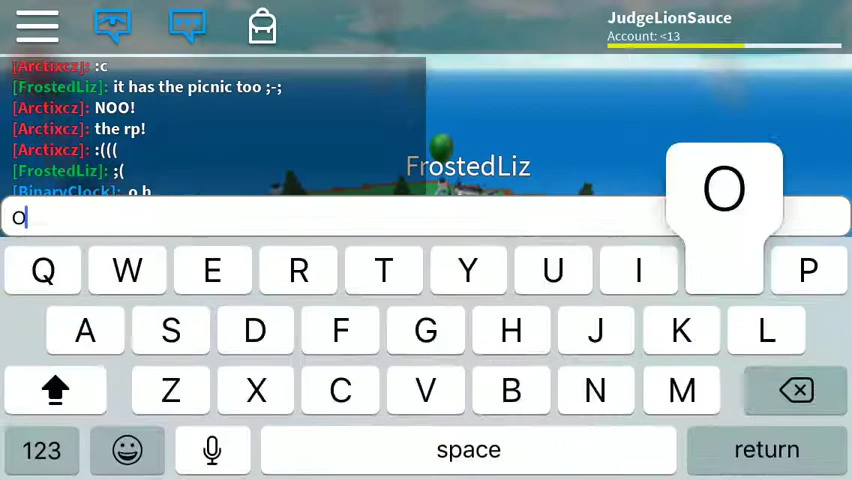 JudgeLionSauce
Account: <13
[Arctixcz]: :c
[FrostedLiz]: it has the picnic too ;-;
[Arctixcz]: NOO!
[Arctixcz]: the rp!
[Arctixcz]: :(((
[FrostedLiz]: ;(
[BinaryClock]: o h
FrostedLiz
O
O
Q W E R T Y U I P
A S D F G H J K L
Z X C V B N M
123 space return